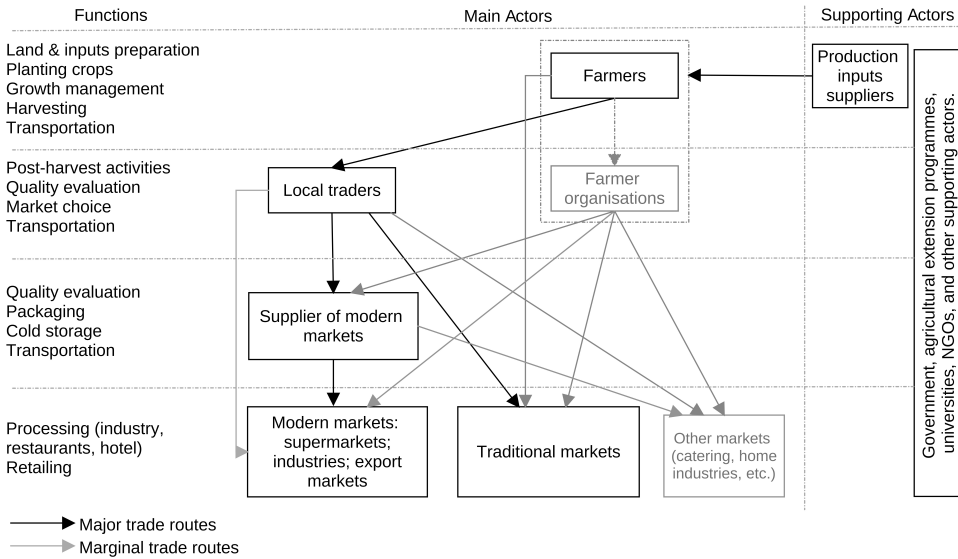 Functions
Main Actors
Supporting Actors
Land & inputs preparation
Planting crops
Growth management
Harvesting
Transportation
Farmers
Production
inputs
suppliers
Government, agricultural extension programmes,
universities, NGOs, and other supporting actors.
Post-harvest activities
Quality evaluation
Market choice
Transportation
Local traders
Farmer
organisations
Quality evaluation
Packaging
Cold storage
Transportation
Supplier of modern
markets
Processing (industry,
restaurants, hotel)
Retailing
Modern markets:
supermarkets;
industries; export
markets
Traditional markets
Other markets
(catering, home
industries, etc.)
Major trade routes
Marginal trade routes